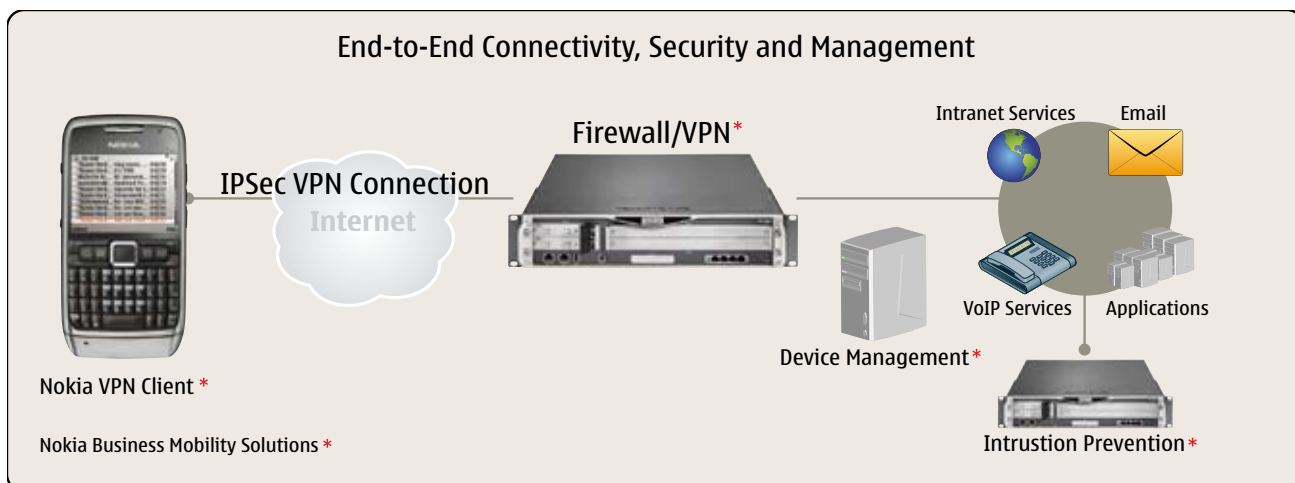 End-to-End Connectivity, Security and Management
Intranet Services
Email
Firewall/VPN*
NOKIA
IPSec VPN Connection
Internet
VoIP Services
Applications
Device Management*
Nokia VPN Client *
Nokia Business Mobility Solutions *
Intrustion Prevention*